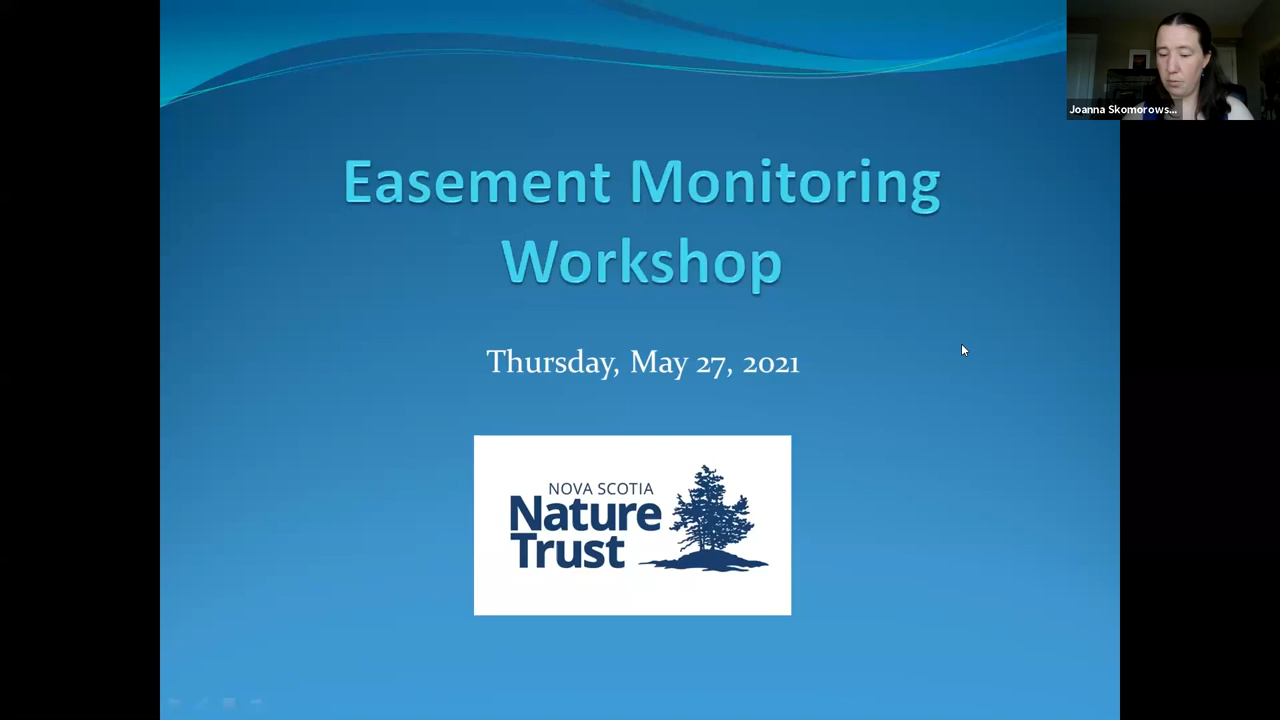 Joanna Skomorows...
Easement Monitoring
Workshop
Thursday, May 27, 2021
NOVA SCOTIA
Nature
Trust